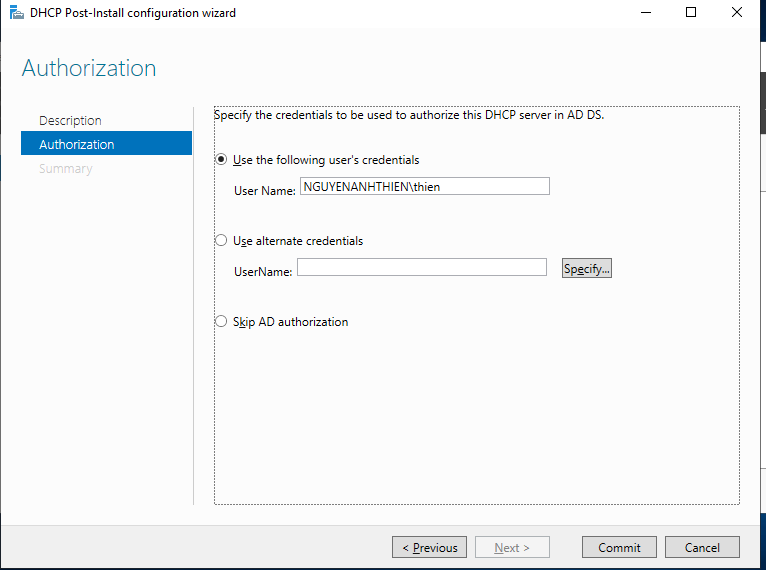 DHCP Post-Install configuration wizard
Authorization
Description
Authorization
Summary
Specify the credentials to be used to authorize this DHCP server in AD DS.
Use the following user's credentials
User Name: NGUYENANHTHIEN\thien
Use alternate credentials
UserName:
Specify...
Skip AD authorization
< Previous
Next >
Commit
Cancel